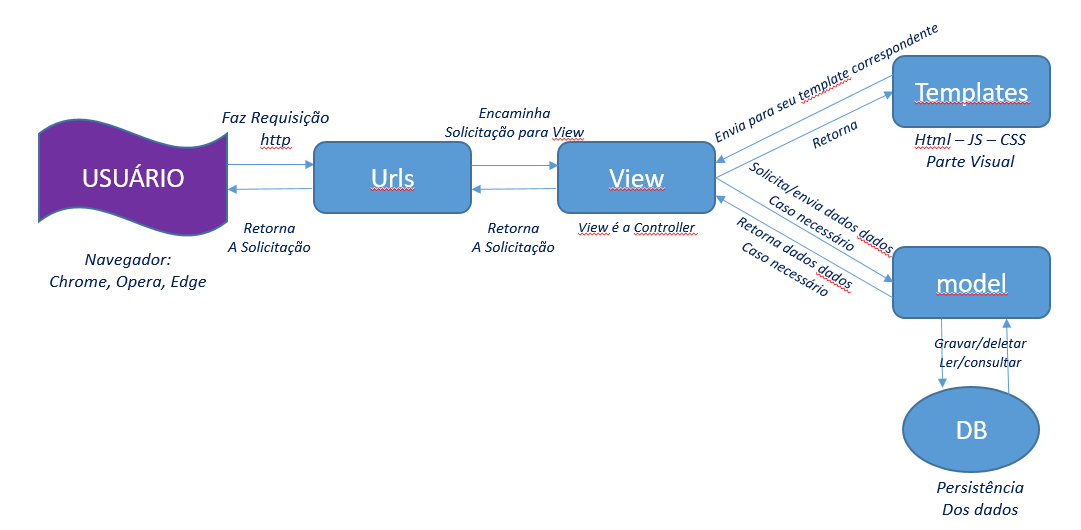 USUÁRIO
Navegador:
Chrome, Opera, Edge
Faz Requisição
http
Retorna
A Solicitação
Urls
Encaminha
Solicitação para View
Retorna
A Solicitação
View
View é a Controller
Envia para seu template correspondente
Retorna
Templates
Html – JS – CSS
Parte Visual
Solicita/envia dados dados
Caso necessário
Retorna dados dados
Caso necessário
model
Gravar/deletar
Ler/consultar
DB
Persistência
Dos dados